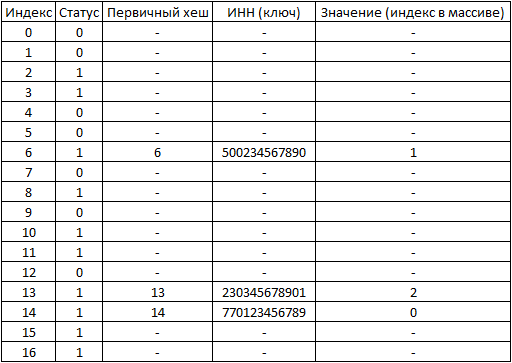 Индекс Статус Первичный хеш ИНН (ключ) Значение (индекс в массиве)
0 0 - - -
1 0 - - -
2 1 - - -
3 1 - - -
4 0 - - -
5 0 - - -
6 1 6 500234567890 1
7 0 - - -
8 1 - - -
9 0 - - -
10 1 - - -
11 1 - - -
12 0 - - -
13 1 13 230345678901 2
14 1 14 770123456789 0
15 1 - - -
16 1 - - -